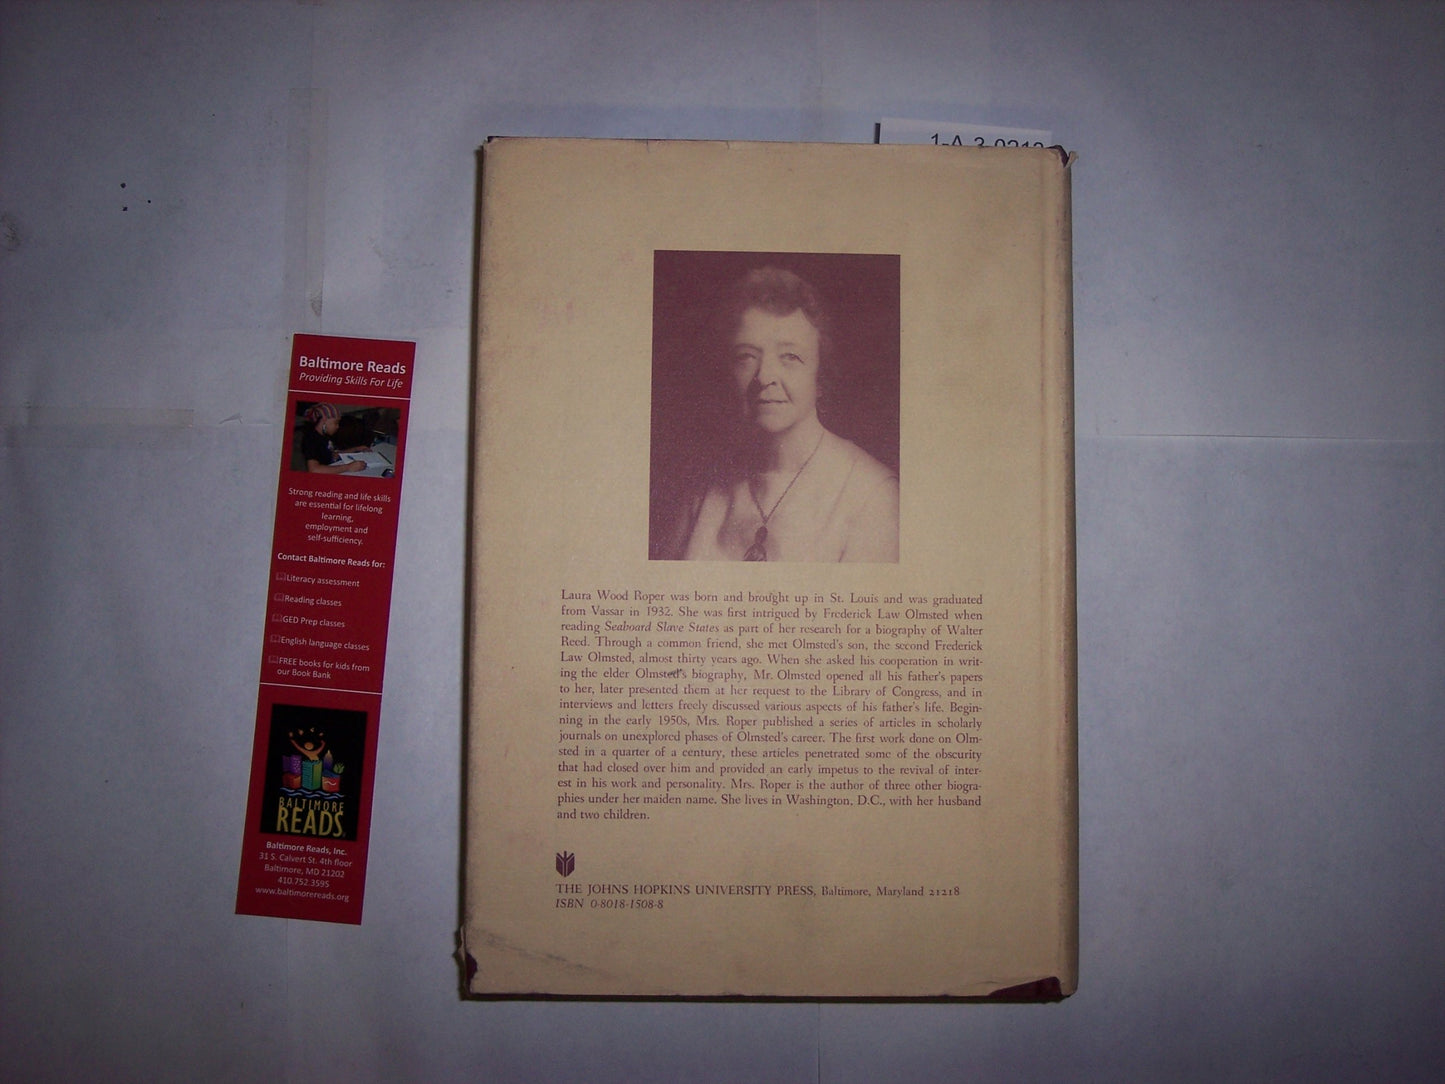 1-A-3-0212
Baltimore Reads
Providing Skills For Life
Strong reading and life skills
are essential for lifelong
learning,
employment and
self-sufficiency.
Contact Baltimore Reads for:
Literacy assessment
Reading classes
GED Prep classes
English language classes
FREE books for kids from
our Book Bank
BALTIMORE
READS
Baltimore Reads, Inc.
31 S. Calvert St. 4th floor
Baltimore, MD 21202
410.752.3595
www.baltimorereads.org
Laura Wood Roper was born and brought up in St. Louis and was graduated
from Vassar in 1932. She was first intrigued by Frederick Law Olmsted when
reading Seaboard Slave States as part of her research for a biography of Walter
Reed. Through a common friend, she met Olmsted's son, the second Frederick
Law Olmsted, almost thirty years ago. When she asked his cooperation in writ-
ing the elder Olmsted's biography, Mr. Olmsted opened all his father's papers
to her, later presented them at her request to the Library of Congress, and in
interviews and letters freely discussed various aspects of his father's life. Begin-
ning in the early 1950s, Mrs. Roper published a series of articles in scholarly
journals on unexplored phases of Olmsted's career. The first work done on Olm-
sted in a quarter of a century, these articles penetrated some of the obscurity
that had closed over him and provided an early impetus to the revival of inter-
est in his work and personality. Mrs. Roper is the author of three other biogra-
phies under her maiden name. She lives in Washington, D.C., with her husband
and two children.
THE JOHNS HOPKINS UNIVERSITY PRESS, Baltimore, Maryland 21218
ISBN 0-8018-1508-8